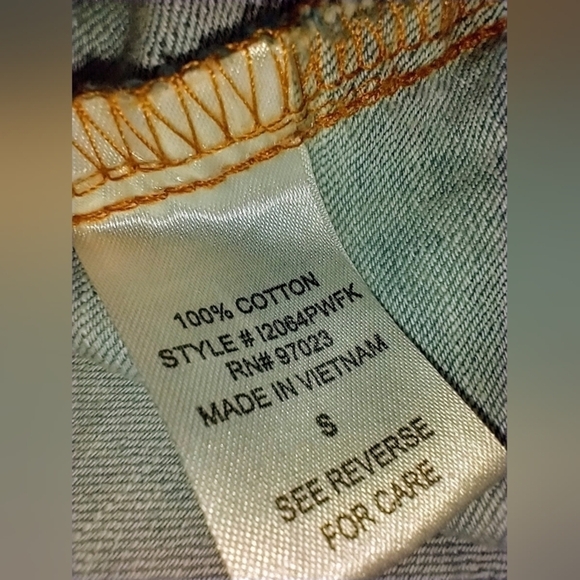 100% COTTON
STYLE # I2064PWFK
RN# 97023
MADE IN VIETNAM
S
SEE REVERSE
FOR CARE